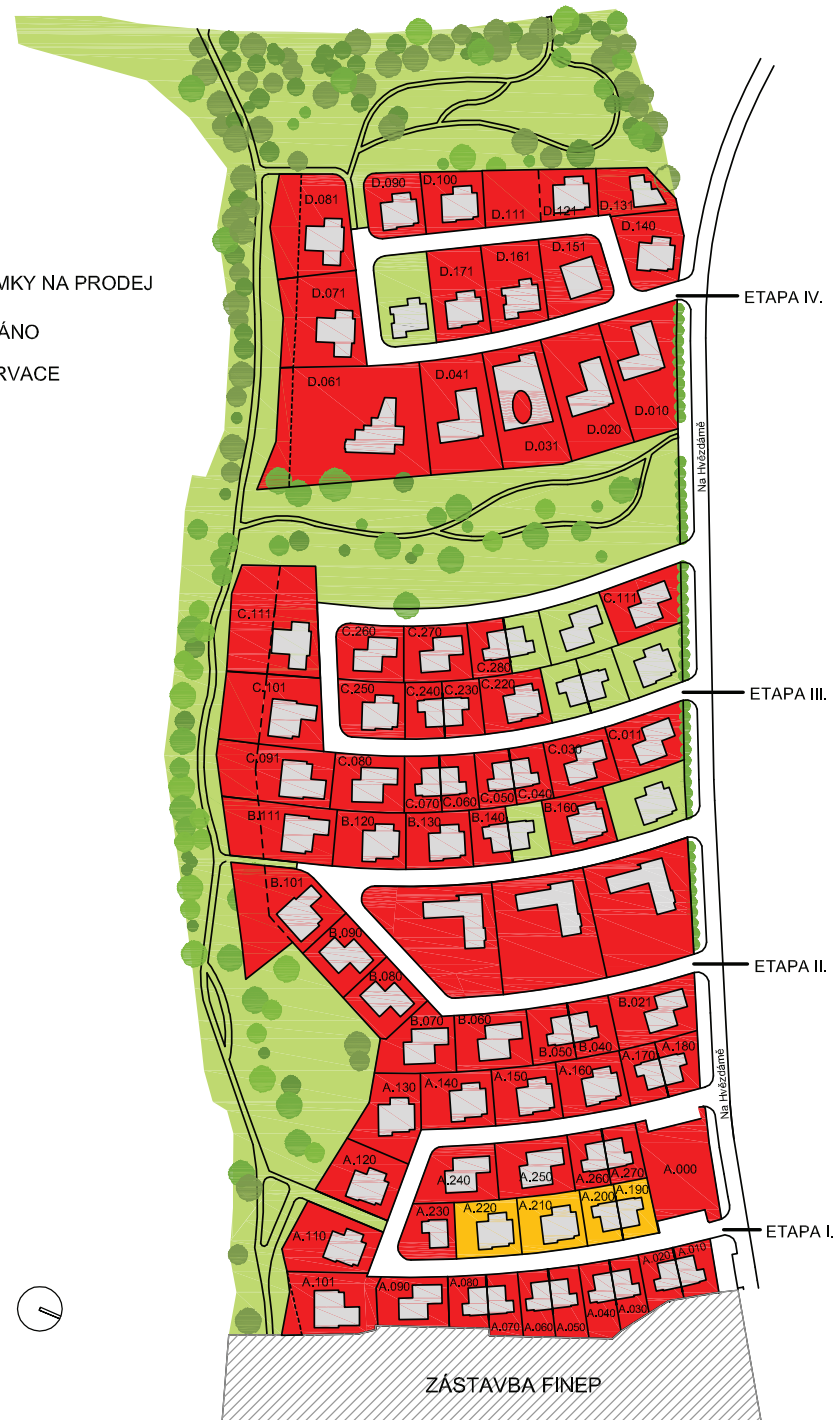 D.081
D.090
D.100
D.111
D.121
D.131
D.140
D.151
D.161
D.171
MKY NA PRODEJ
D.071
ETAPA IV.
ÁNO
RVACE
D.061
D.041
D.031
D.020
D.010
Na Hvězdárně
C.111
C.260
C.270
C.280
C.111
C.101
C.250
C.240
C.230
C.220
ETAPA III.
C.091
C.080
C.070
C.060
C.050
C.040
C.030
C.011
B.111
B.120
B.130
B.140
B.160
B.101
B.090
B.080
ETAPA II.
B.070
B.060
B.050
B.040
B.021
A.130
A.140
A.150
A.160
A.170
A.180
Na Hvězdárně
A.120
A.240
A.250
A.260
A.270
A.000
A.110
A.230
A.220
A.210
A.200
A.190
ETAPA I.
A.101
A.090
A.080
A.070
A.060
A.050
A.040
A.030
A.020
A.010
ZÁSTAVBA FINEP